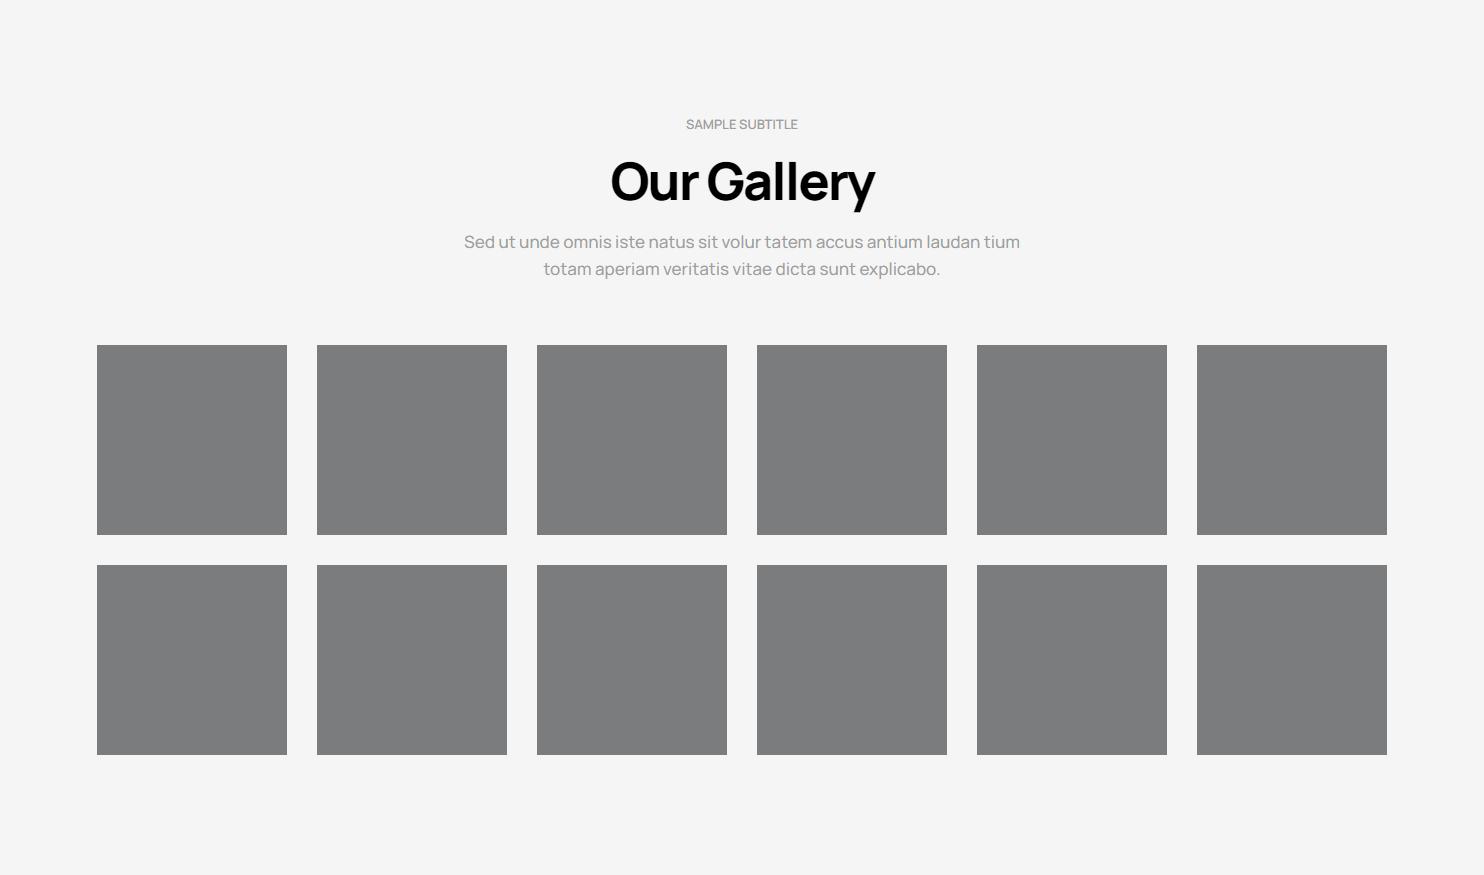 SAMPLE SUBTITLE
Our Gallery
Sed ut unde omnis iste natus sit volur tatem accus antium laudan tium
totam aperiam veritatis vitae dicta sunt explicabo.